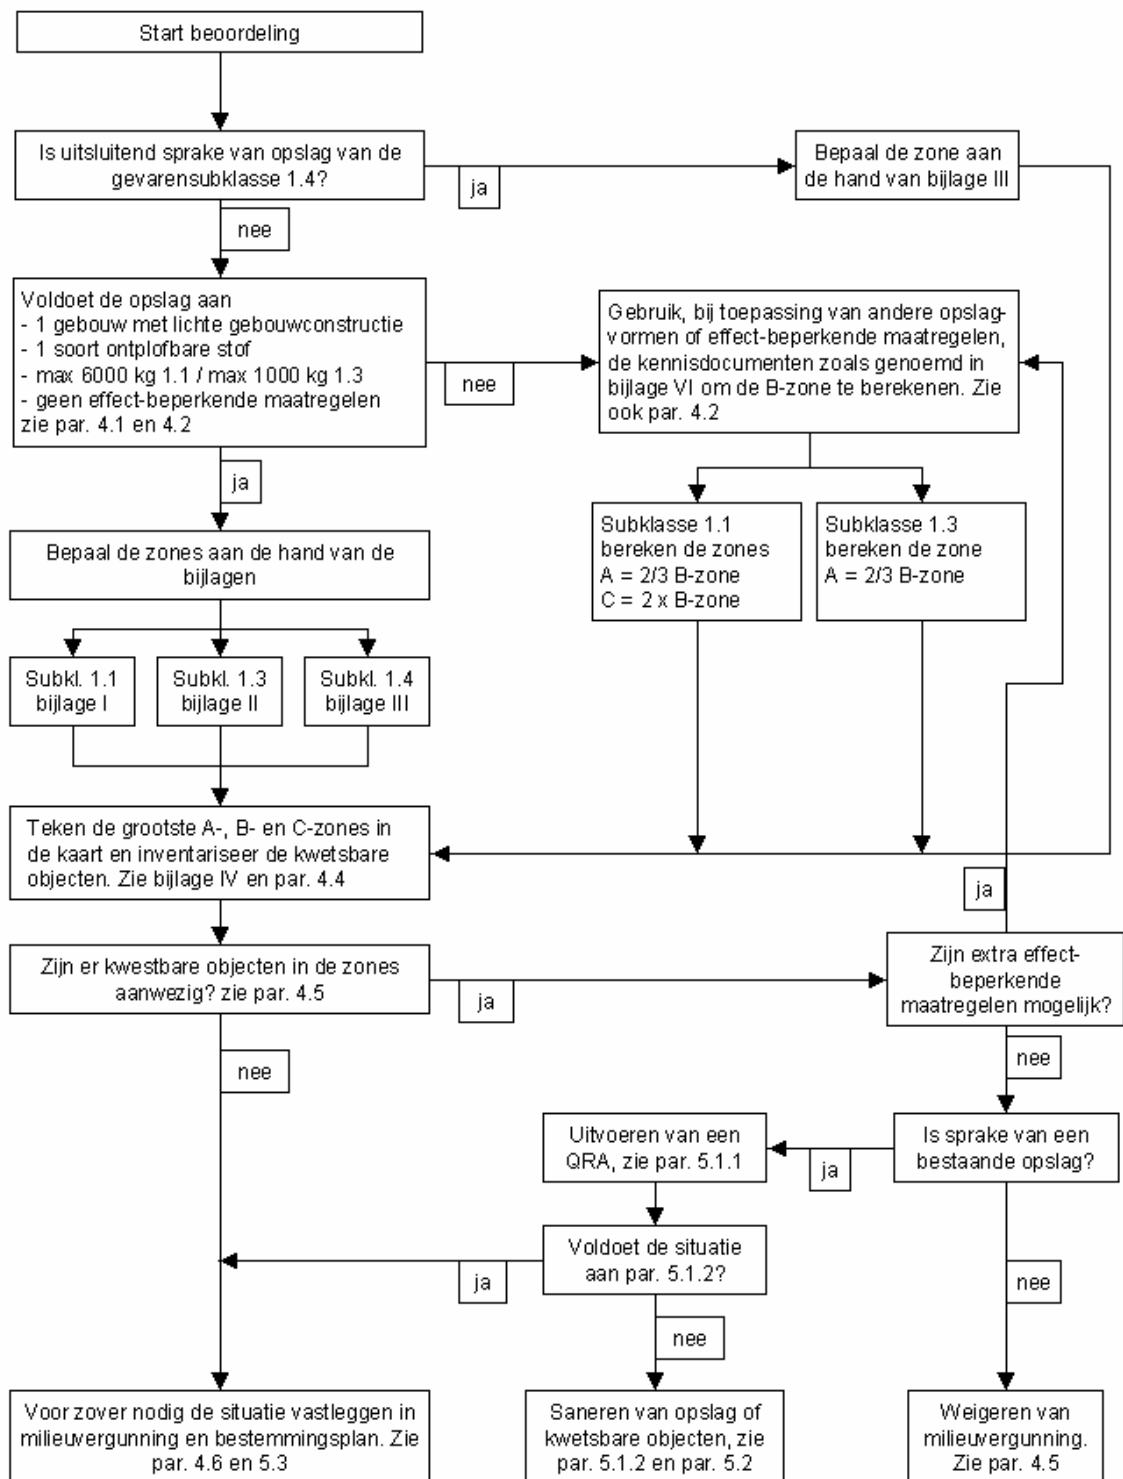 Start beoordeling
Is uitsluitend sprake van opslag van de
gevarensubklasse 1.4?
ja
Bepaal de zone aan
de hand van bijlage III
nee
Voldoet de opslag aan
- 1 gebouw met lichte gebouwconstructie
- 1 soort ontplofbare stof
- max 6000 kg 1.1 / max 1000 kg 1.3
- geen effect-beperkende maatregelen
zie par. 4.1 en 4.2
nee
Gebruik, bij toepassing van andere opslag-
vormen of effect-beperkende maatregelen,
de kennisdocumenten zoals genoemd in
bijlage VI om de B-zone te berekenen. Zie
ook par. 4.2
ja
Subklasse 1.1
bereken de zones
A = 2/3 B-zone
C = 2 x B-zone
Subklasse 1.3
bereken de zone
A = 2/3 B-zone
Bepaal de zones aan de hand van de
bijlagen
Subkl. 1.1
bijlage I
Subkl. 1.3
bijlage II
Subkl. 1.4
bijlage III
Teken de grootste A-, B- en C-zones in
de kaart en inventariseer de kwetsbare
objecten. Zie bijlage IV en par. 4.4
ja
Zijn er kwestbare objecten in de zones
aanwezig? zie par. 4.5
ja
Zijn extra effect-
beperkende
maatregelen mogelijk?
nee
nee
Uitvoeren van een
QRA, zie par. 5.1.1
ja
Is sprake van een
bestaande opslag?
Voldoet de situatie
aan par. 5.1.2?
ja
nee
nee
Voor zover nodig de situatie vastleggen in
milieuvergunning en bestemmingsplan. Zie
par. 4.6 en 5.3
Saneren van opslag of
kwetsbare objecten, zie
par. 5.1.2 en par. 5.2
Weigeren van
milieuvergunning.
Zie par. 4.5